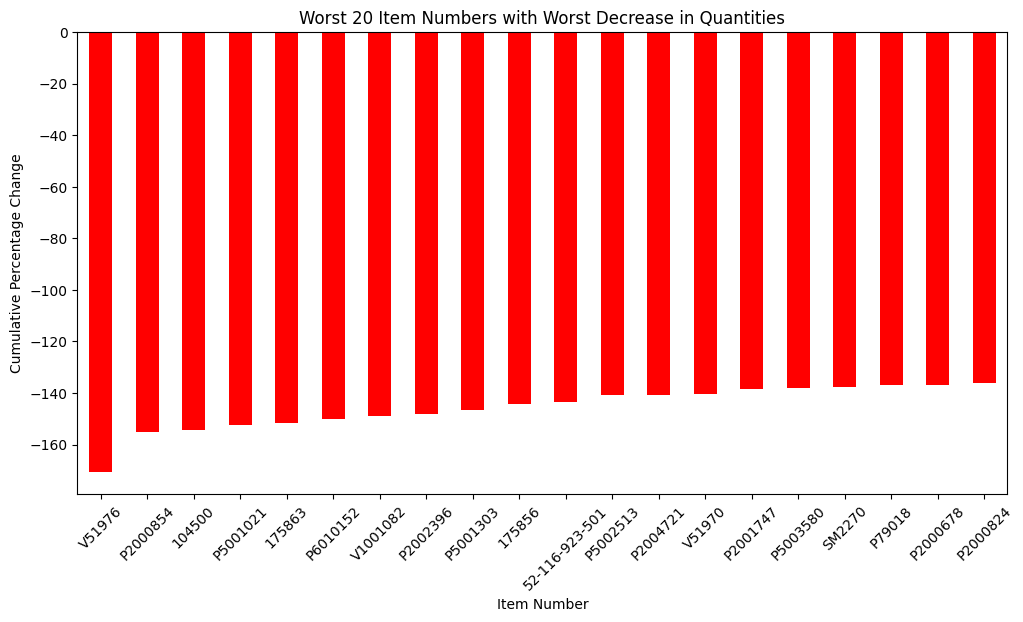 Worst 20 Item Numbers with Worst Decrease in Quantities
Cumulative Percentage Change
0
−20
−40
−60
−80
−100
−120
−140
−160
V51976
P2000854
104500
P5001021
175863
P6010152
V1001082
P2002396
P5001303
175856
52-116-923-501
P5002513
P2004721
V51970
P2001747
P5003580
SM2270
P79018
P2000678
P2000824
Item Number